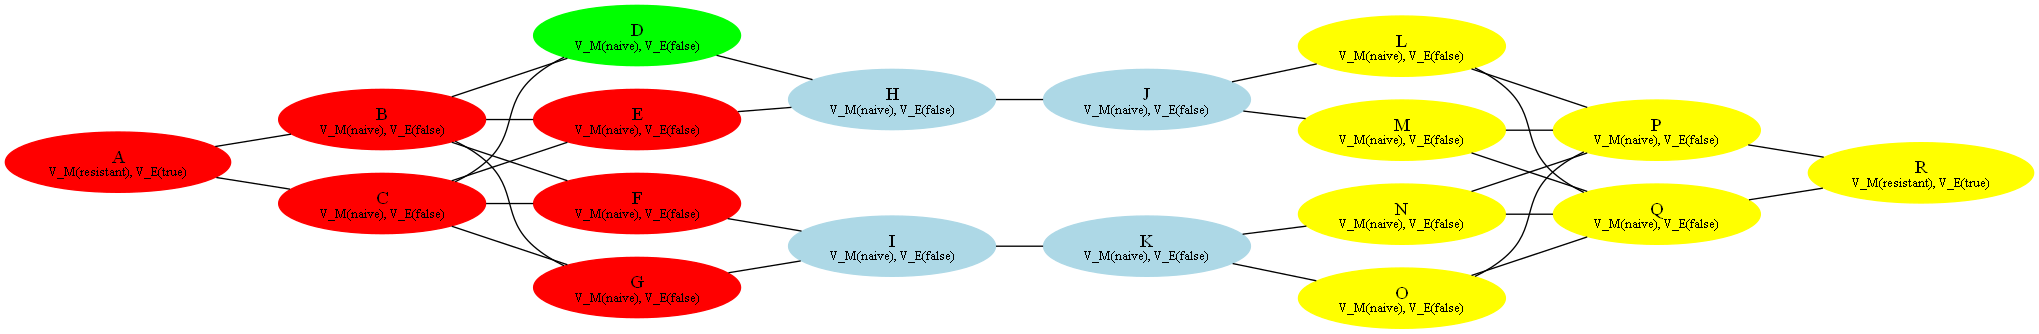 A
V_M(resistant), V_E(true)
B
V_M(naive), V_E(false)
C
V_M(naive), V_E(false)
D
V_M(naive), V_E(false)
E
V_M(naive), V_E(false)
F
V_M(naive), V_E(false)
G
V_M(naive), V_E(false)
H
V_M(naive), V_E(false)
I
V_M(naive), V_E(false)
J
V_M(naive), V_E(false)
K
V_M(naive), V_E(false)
L
V_M(naive), V_E(false)
M
V_M(naive), V_E(false)
N
V_M(naive), V_E(false)
O
V_M(naive), V_E(false)
P
V_M(naive), V_E(false)
Q
V_M(naive), V_E(false)
R
V_M(resistant), V_E(true)